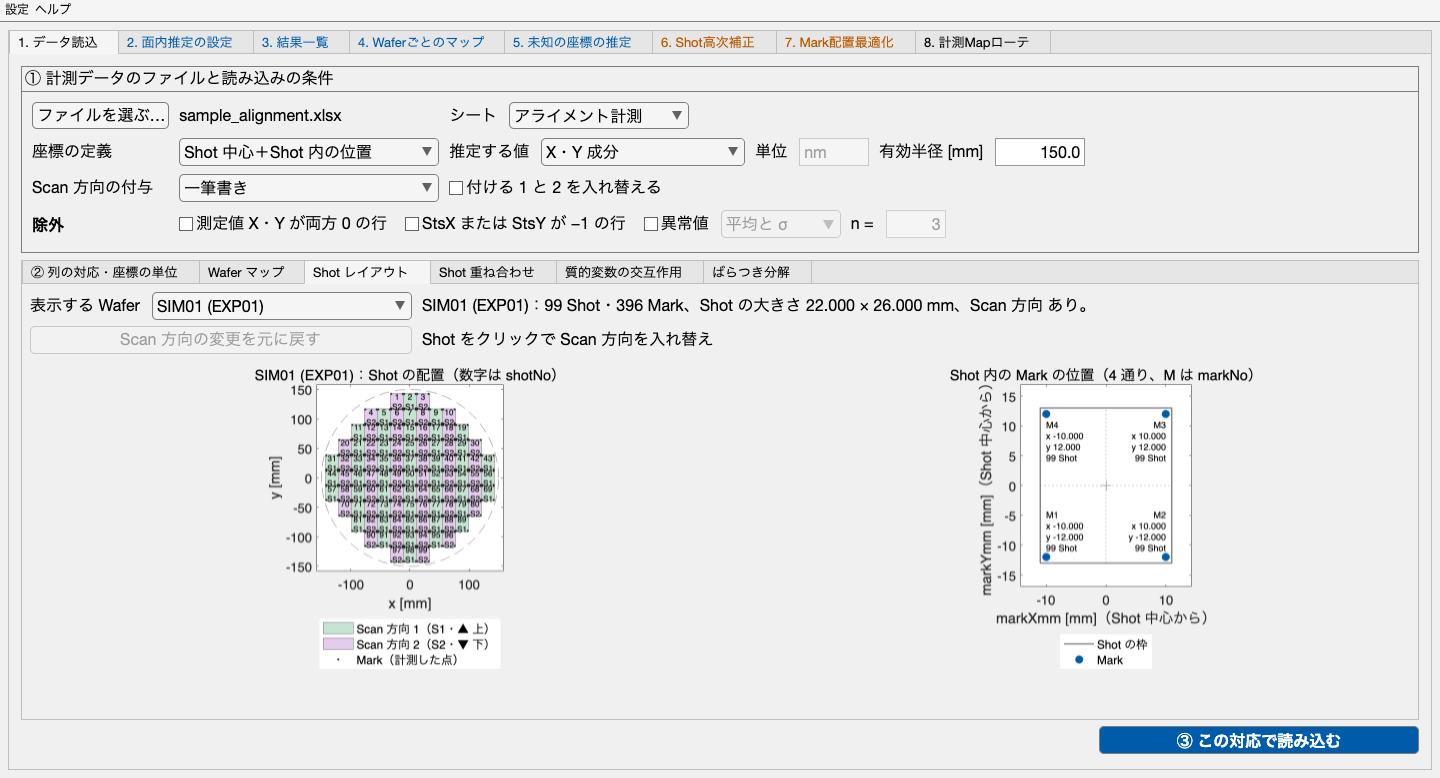 設定 ヘルプ
1. データ読込 2. 面内推定の設定 3. 結果一覧 4. Waferごとのマップ 5. 未知の座標の推定 6. Shot高次補正 7. Mark配置最適化 8. 計測Mapローテ
① 計測データのファイルと読み込みの条件
ファイルを選ぶ... sample_alignment.xlsx シート アライメント計測
座標の定義 Shot 中心＋Shot 内の位置 推定する値 X・Y 成分 単位 nm 有効半径 [mm] 150.0
Scan 方向の付与 一筆書き 付ける 1 と 2 を入れ替える
除外 測定値 X・Y が両方 0 の行 StsX または StsY が −1 の行 異常値 平均と σ n = 3
② 列の対応・座標の単位 Wafer マップ Shot レイアウト Shot 重ね合わせ 質的変数の交互作用 ばらつき分解
表示する Wafer SIM01 (EXP01) SIM01 (EXP01)：99 Shot・396 Mark、Shot の大きさ 22.000 × 26.000 mm、Scan 方向 あり。
Scan 方向の変更を元に戻す Shot をクリックで Scan 方向を入れ替え
SIM01 (EXP01)：Shot の配置（数字は shotNo）
150
100
50
0
-50
-100
-150
y [mm]
-100 0 100
x [mm]
Scan 方向 1（S1・▲ 上）
Scan 方向 2（S2・▼ 下）
Mark（計測した点）
Shot 内の Mark の位置（4 通り、M は markNo）
15
10
5
0
-5
-10
-15
markYmm [mm]（Shot 中心から）
M4 M3
x -10.000 x 10.000
y 12.000 y 12.000
99 Shot 99 Shot
M1 M2
x -10.000 x 10.000
y -12.000 y -12.000
99 Shot 99 Shot
-10 0 10
markXmm [mm]（Shot 中心から）
Shot の枠
Mark
③ この対応で読み込む